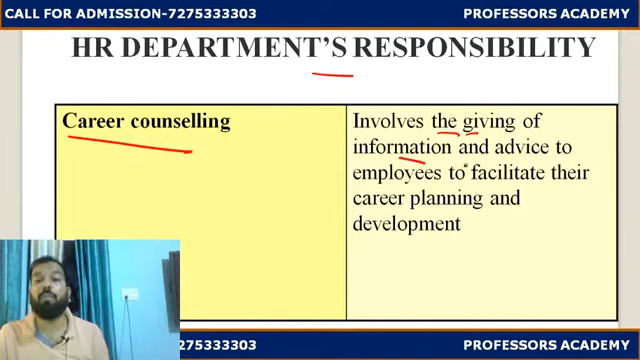 CALL FOR ADMISSION-7275333303 PROFESSORS ACADEMY
HR DEPARTMENT'S RESPONSIBILITY
Career counselling
Involves the giving of
information and advice to
employees to facilitate their
career planning and
development
7275333303 PROFESSORS ACADEMY